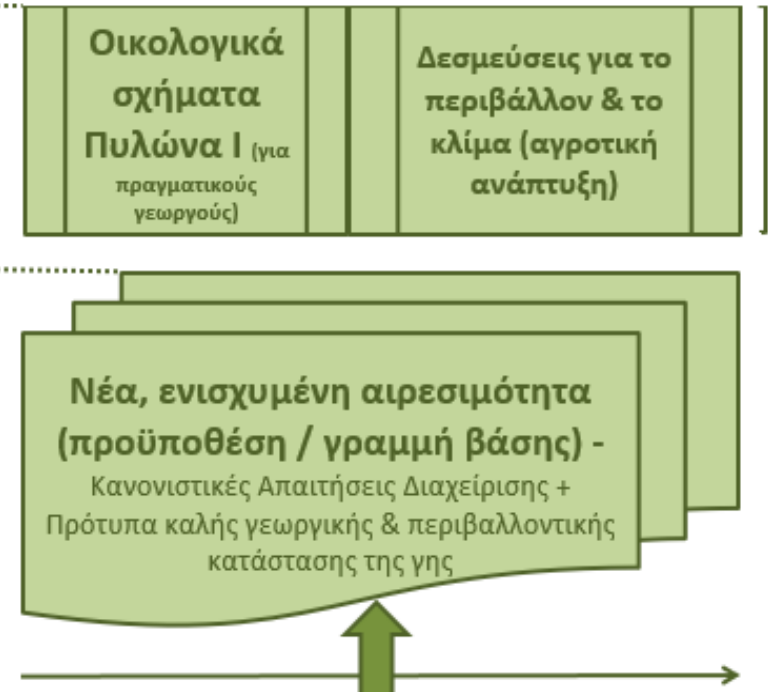 Οικολογικά
σχήματα
Πυλώνα Ι (για
πραγματικούς
γεωργούς)
Δεσμεύσεις για το
περιβάλλον & το
κλίμα (αγροτική
ανάπτυξη)
Νέα, ενισχυμένη αιρεσιμότητα
(προϋποθέση / γραμμή βάσης) -
Κανονιστικές Απαιτήσεις Διαχείρισης +
Πρότυπα καλής γεωργικής & περιβαλλοντικής
κατάστασης της γης